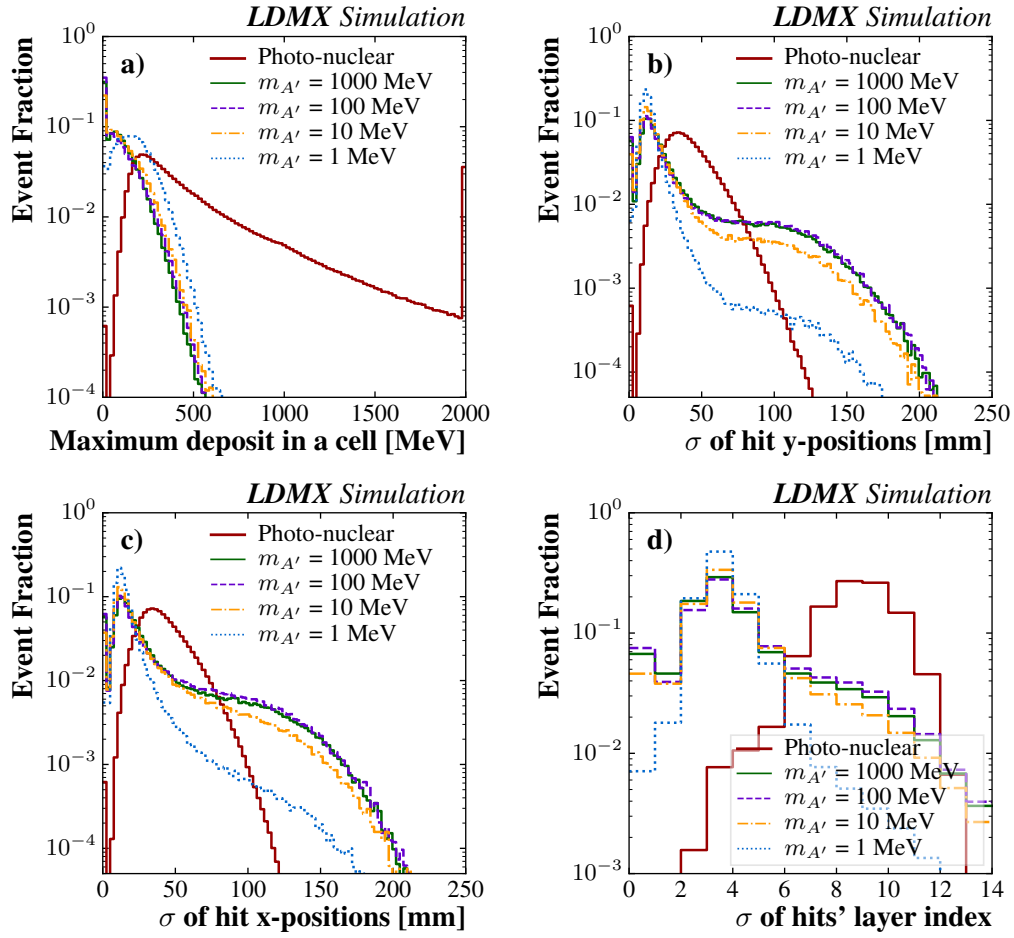 LDMX Simulation
a)
Photo-nuclear
m_{A′} = 1000 MeV
m_{A′} = 100 MeV
m_{A′} = 10 MeV
m_{A′} = 1 MeV
Event Fraction
10^0
10^{−1}
10^{−2}
10^{−3}
10^{−4}
0 500 1000 1500 2000
Maximum deposit in a cell [MeV]
LDMX Simulation
b)
Photo-nuclear
m_{A′} = 1000 MeV
m_{A′} = 100 MeV
m_{A′} = 10 MeV
m_{A′} = 1 MeV
Event Fraction
10^0
10^{−1}
10^{−2}
10^{−3}
10^{−4}
0 50 100 150 200 250
σ of hit y-positions [mm]
LDMX Simulation
c)
Photo-nuclear
m_{A′} = 1000 MeV
m_{A′} = 100 MeV
m_{A′} = 10 MeV
m_{A′} = 1 MeV
Event Fraction
10^0
10^{−1}
10^{−2}
10^{−3}
10^{−4}
0 50 100 150 200 250
σ of hit x-positions [mm]
LDMX Simulation
d)
Event Fraction
10^0
10^{−1}
10^{−2}
10^{−3}
Photo-nuclear
m_{A′} = 1000 MeV
m_{A′} = 100 MeV
m_{A′} = 10 MeV
m_{A′} = 1 MeV
0 2 4 6 8 10 12 14
σ of hits' layer index